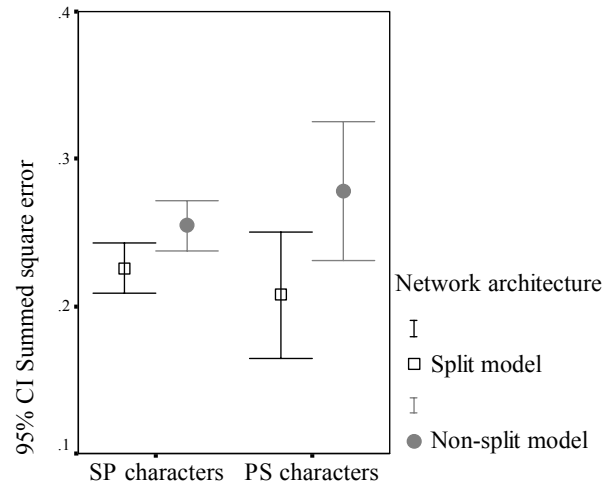 95% CI Summed square error
.4
.3
.2
.1
SP characters PS characters
Network architecture
Split model
Non-split model